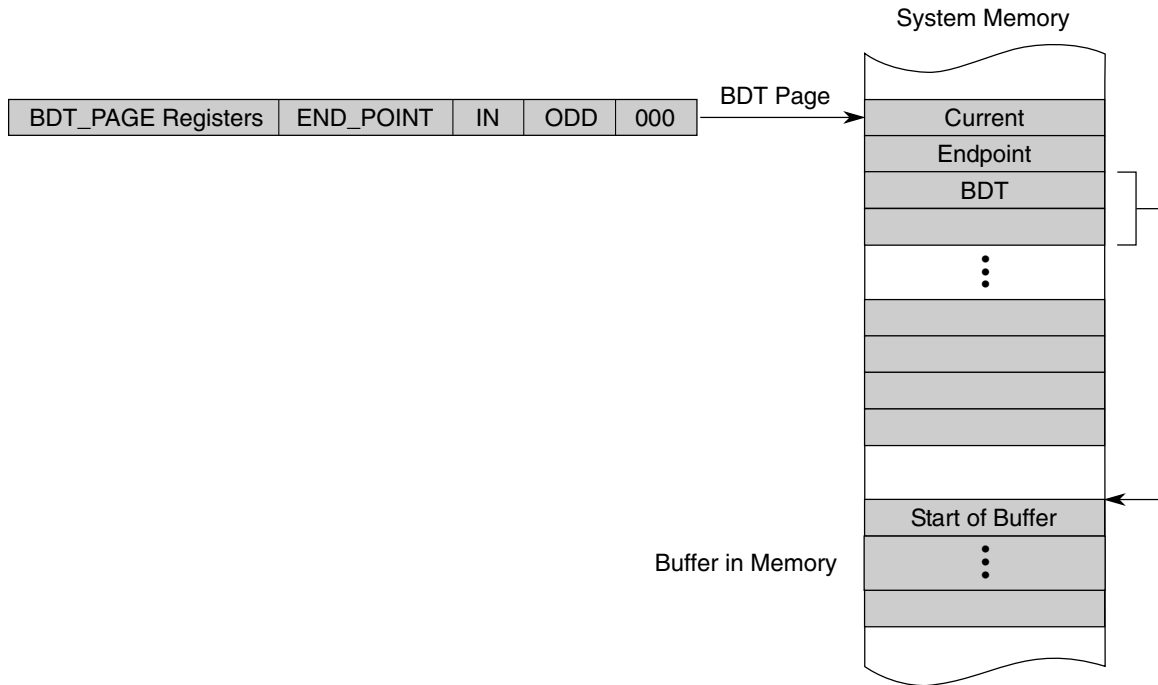 System Memory
BDT_PAGE Registers END_POINT IN ODD 000
BDT Page
Current
Endpoint
BDT
Start of Buffer
Buffer in Memory